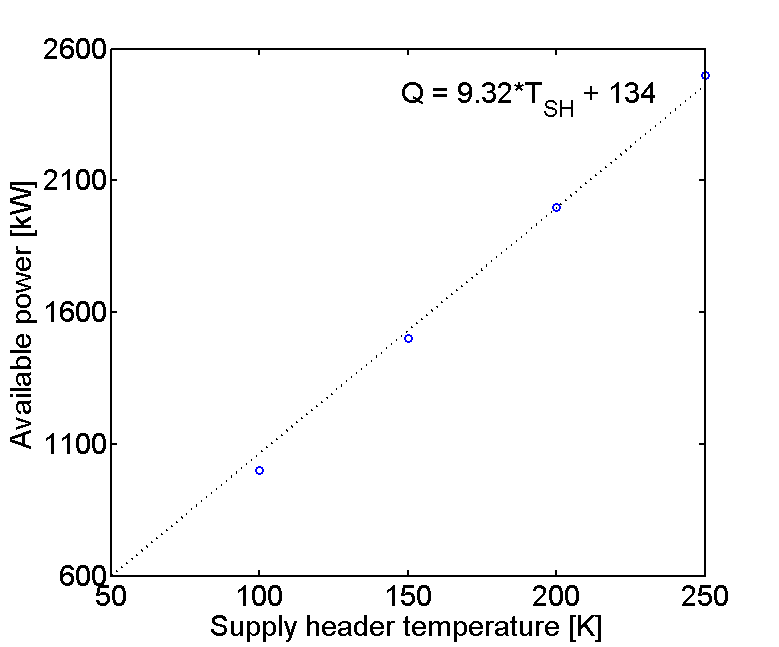 2600
Q = 9.32*T_SH + 134
2100
1600
1100
600
50 100 150 200 250
Supply header temperature [K]
Available power [kW]